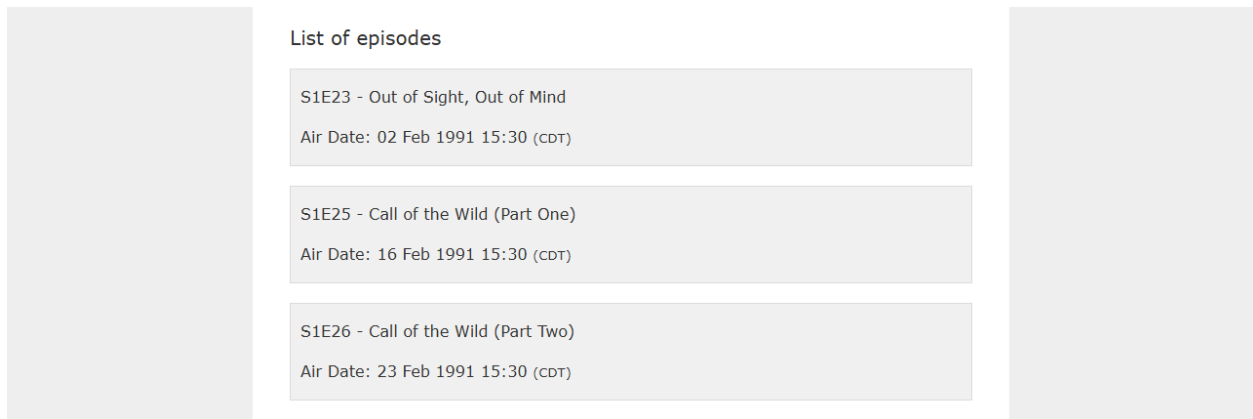 List of episodes
S1E23 - Out of Sight, Out of Mind
Air Date: 02 Feb 1991 15:30 (CDT)
S1E25 - Call of the Wild (Part One)
Air Date: 16 Feb 1991 15:30 (CDT)
S1E26 - Call of the Wild (Part Two)
Air Date: 23 Feb 1991 15:30 (CDT)